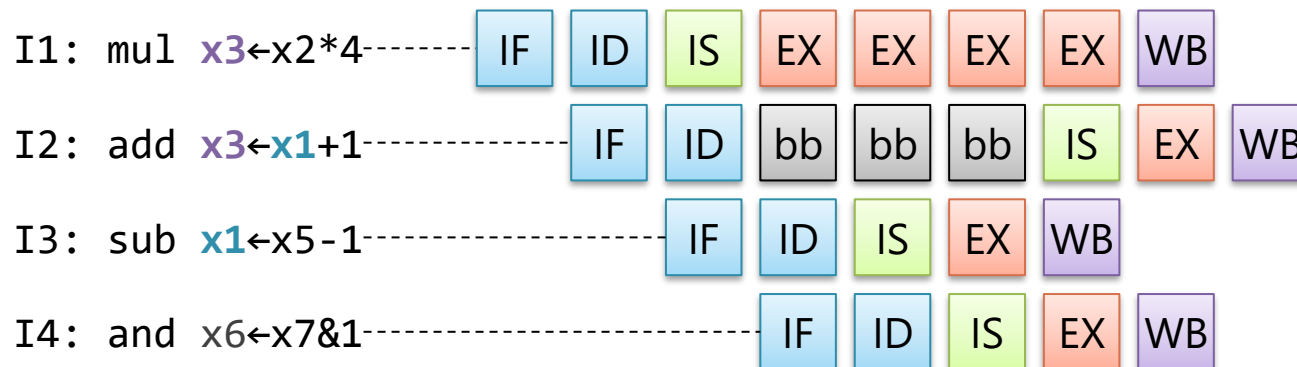 I1: mul x3←x2*4 IF ID IS EX EX EX EX WB
I2: add x3←x1+1 IF ID bb bb bb IS EX WB
I3: sub x1←x5-1 IF ID IS EX WB
I4: and x6←x7&1 IF ID IS EX WB